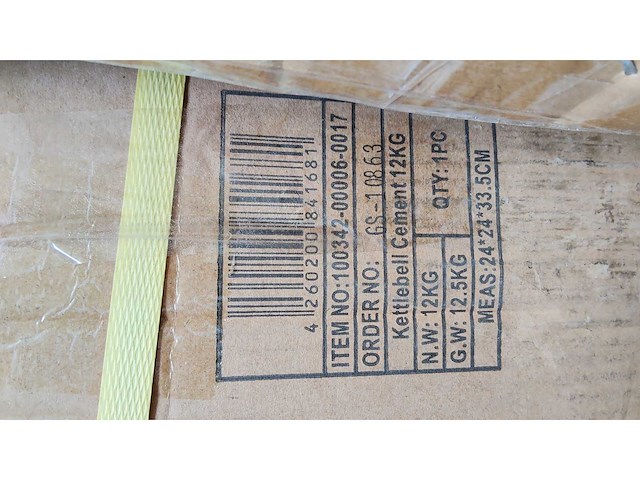 4 260200 841681
ITEM NO:100342-00006-0017
ORDER NO: GS-10863
Kettlebell Cement 12KG
N.W: 12KG
G.W: 12.5KG
QTY: 1PC
MEAS:24*24*33.5CM